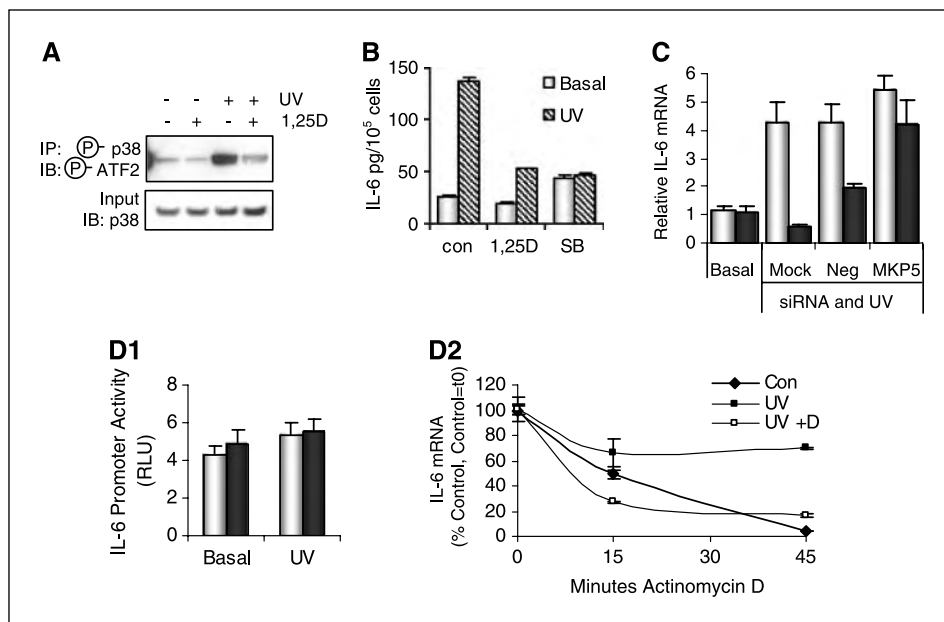 A
- - + + UV
- + - + 1,25D
IP: P- p38
IB: P- ATF2
Input
IB: p38
B
150
100
50
0
IL-6 pg/10⁵ cells
Basal
UV
con 1,25D SB
C
6
5
4
3
2
1
0
Relative IL-6 mRNA
Basal Mock Neg MKP5
siRNA and UV
D1
8
6
4
2
0
IL-6 Promoter Activity
(RLU)
Basal UV
D2
120
100
80
60
40
20
0
IL-6 mRNA
(% Control, Control=t0)
Con
UV
UV +D
0 15 30 45
Minutes Actinomycin D